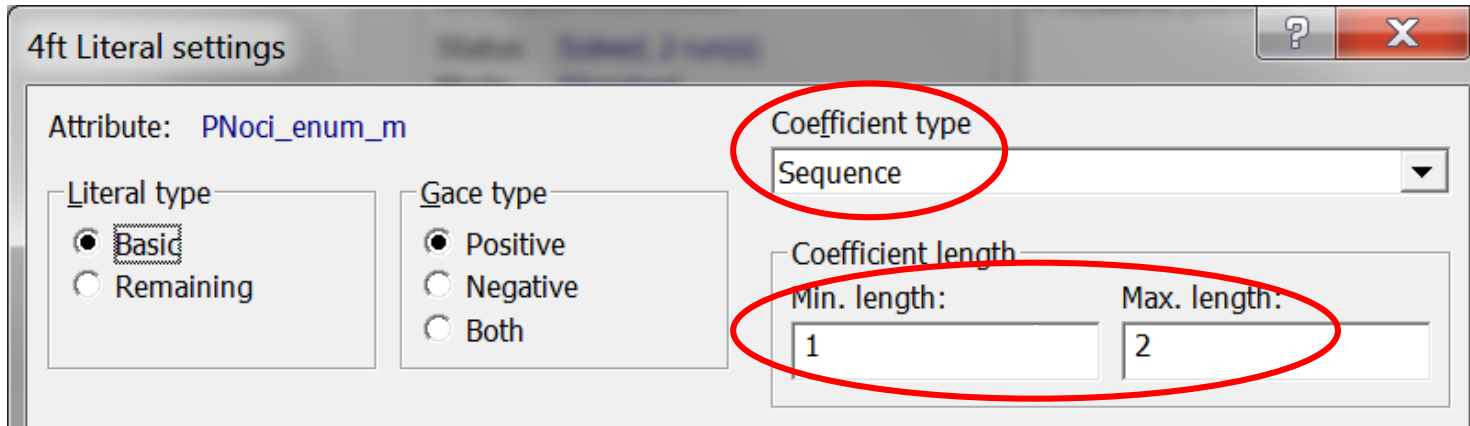 4ft Literal settings
Attribute: PNoci_enum_m
Coefficient type
Sequence
Literal type
Basic
Remaining
Gace type
Positive
Negative
Both
Coefficient length
Min. length:
Max. length:
1
2